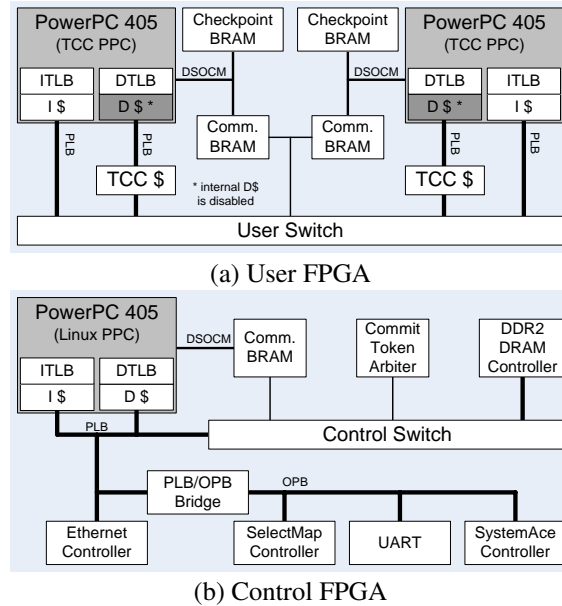 PowerPC 405
(TCC PPC)
ITLB
I $
DTLB
D $ *
DSOCM
Checkpoint
BRAM
Comm.
BRAM
Checkpoint
BRAM
Comm.
BRAM
DSOCM
PowerPC 405
(TCC PPC)
DTLB
D $ *
ITLB
I $
PLB
PLB
TCC $
* internal D$
is disabled
PLB
TCC $
PLB
User Switch
(a) User FPGA
PowerPC 405
(Linux PPC)
ITLB
I $
DTLB
D $
DSOCM
Comm.
BRAM
Commit
Token
Arbiter
DDR2
DRAM
Controller
PLB
Control Switch
PLB/OPB
Bridge
OPB
Ethernet
Controller
SelectMap
Controller
UART
SystemAce
Controller
(b) Control FPGA